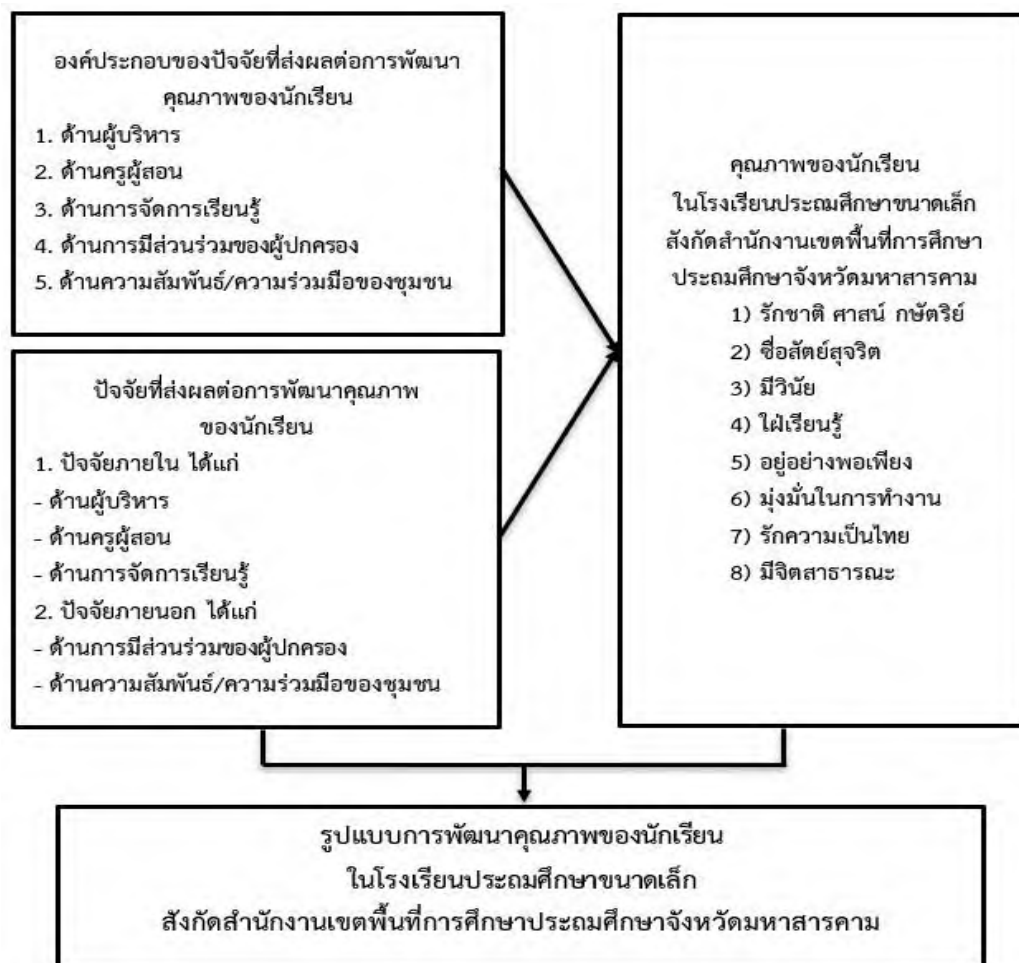 องค์ประกอบของปัจจัยที่ส่งผลต่อการพัฒนา
คุณภาพของนักเรียน
1. ด้านผู้บริหาร
2. ด้านครูผู้สอน
3. ด้านการจัดการเรียนรู้
4. ด้านการมีส่วนร่วมของผู้ปกครอง
5. ด้านความสัมพันธ์/ความร่วมมือของชุมชน
ปัจจัยที่ส่งผลต่อการพัฒนาคุณภาพ
ของนักเรียน
1. ปัจจัยภายใน ได้แก่
- ด้านผู้บริหาร
- ด้านครูผู้สอน
- ด้านการจัดการเรียนรู้
2. ปัจจัยภายนอก ได้แก่
- ด้านการมีส่วนร่วมของผู้ปกครอง
- ด้านความสัมพันธ์/ความร่วมมือของชุมชน
คุณภาพของนักเรียน
ในโรงเรียนประถมศึกษาขนาดเล็ก
สังกัดสำนักงานเขตพื้นที่การศึกษา
ประถมศึกษาจังหวัดมหาสารคาม
1) รักชาติ ศาสน์ กษัตริย์
2) ซื่อสัตย์สุจริต
3) มีวินัย
4) ใฝ่เรียนรู้
5) อยู่อย่างพอเพียง
6) มุ่งมั่นในการทำงาน
7) รักความเป็นไทย
8) มีจิตสาธารณะ
รูปแบบการพัฒนาคุณภาพของนักเรียน
ในโรงเรียนประถมศึกษาขนาดเล็ก
สังกัดสำนักงานเขตพื้นที่การศึกษาประถมศึกษาจังหวัดมหาสารคาม